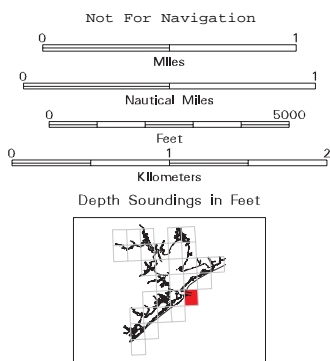 Not For Navigation
0 1
Miles
0 1
Nautical Miles
0 5000
Feet
0 1 2
Kilometers
Depth Soundings in Feet